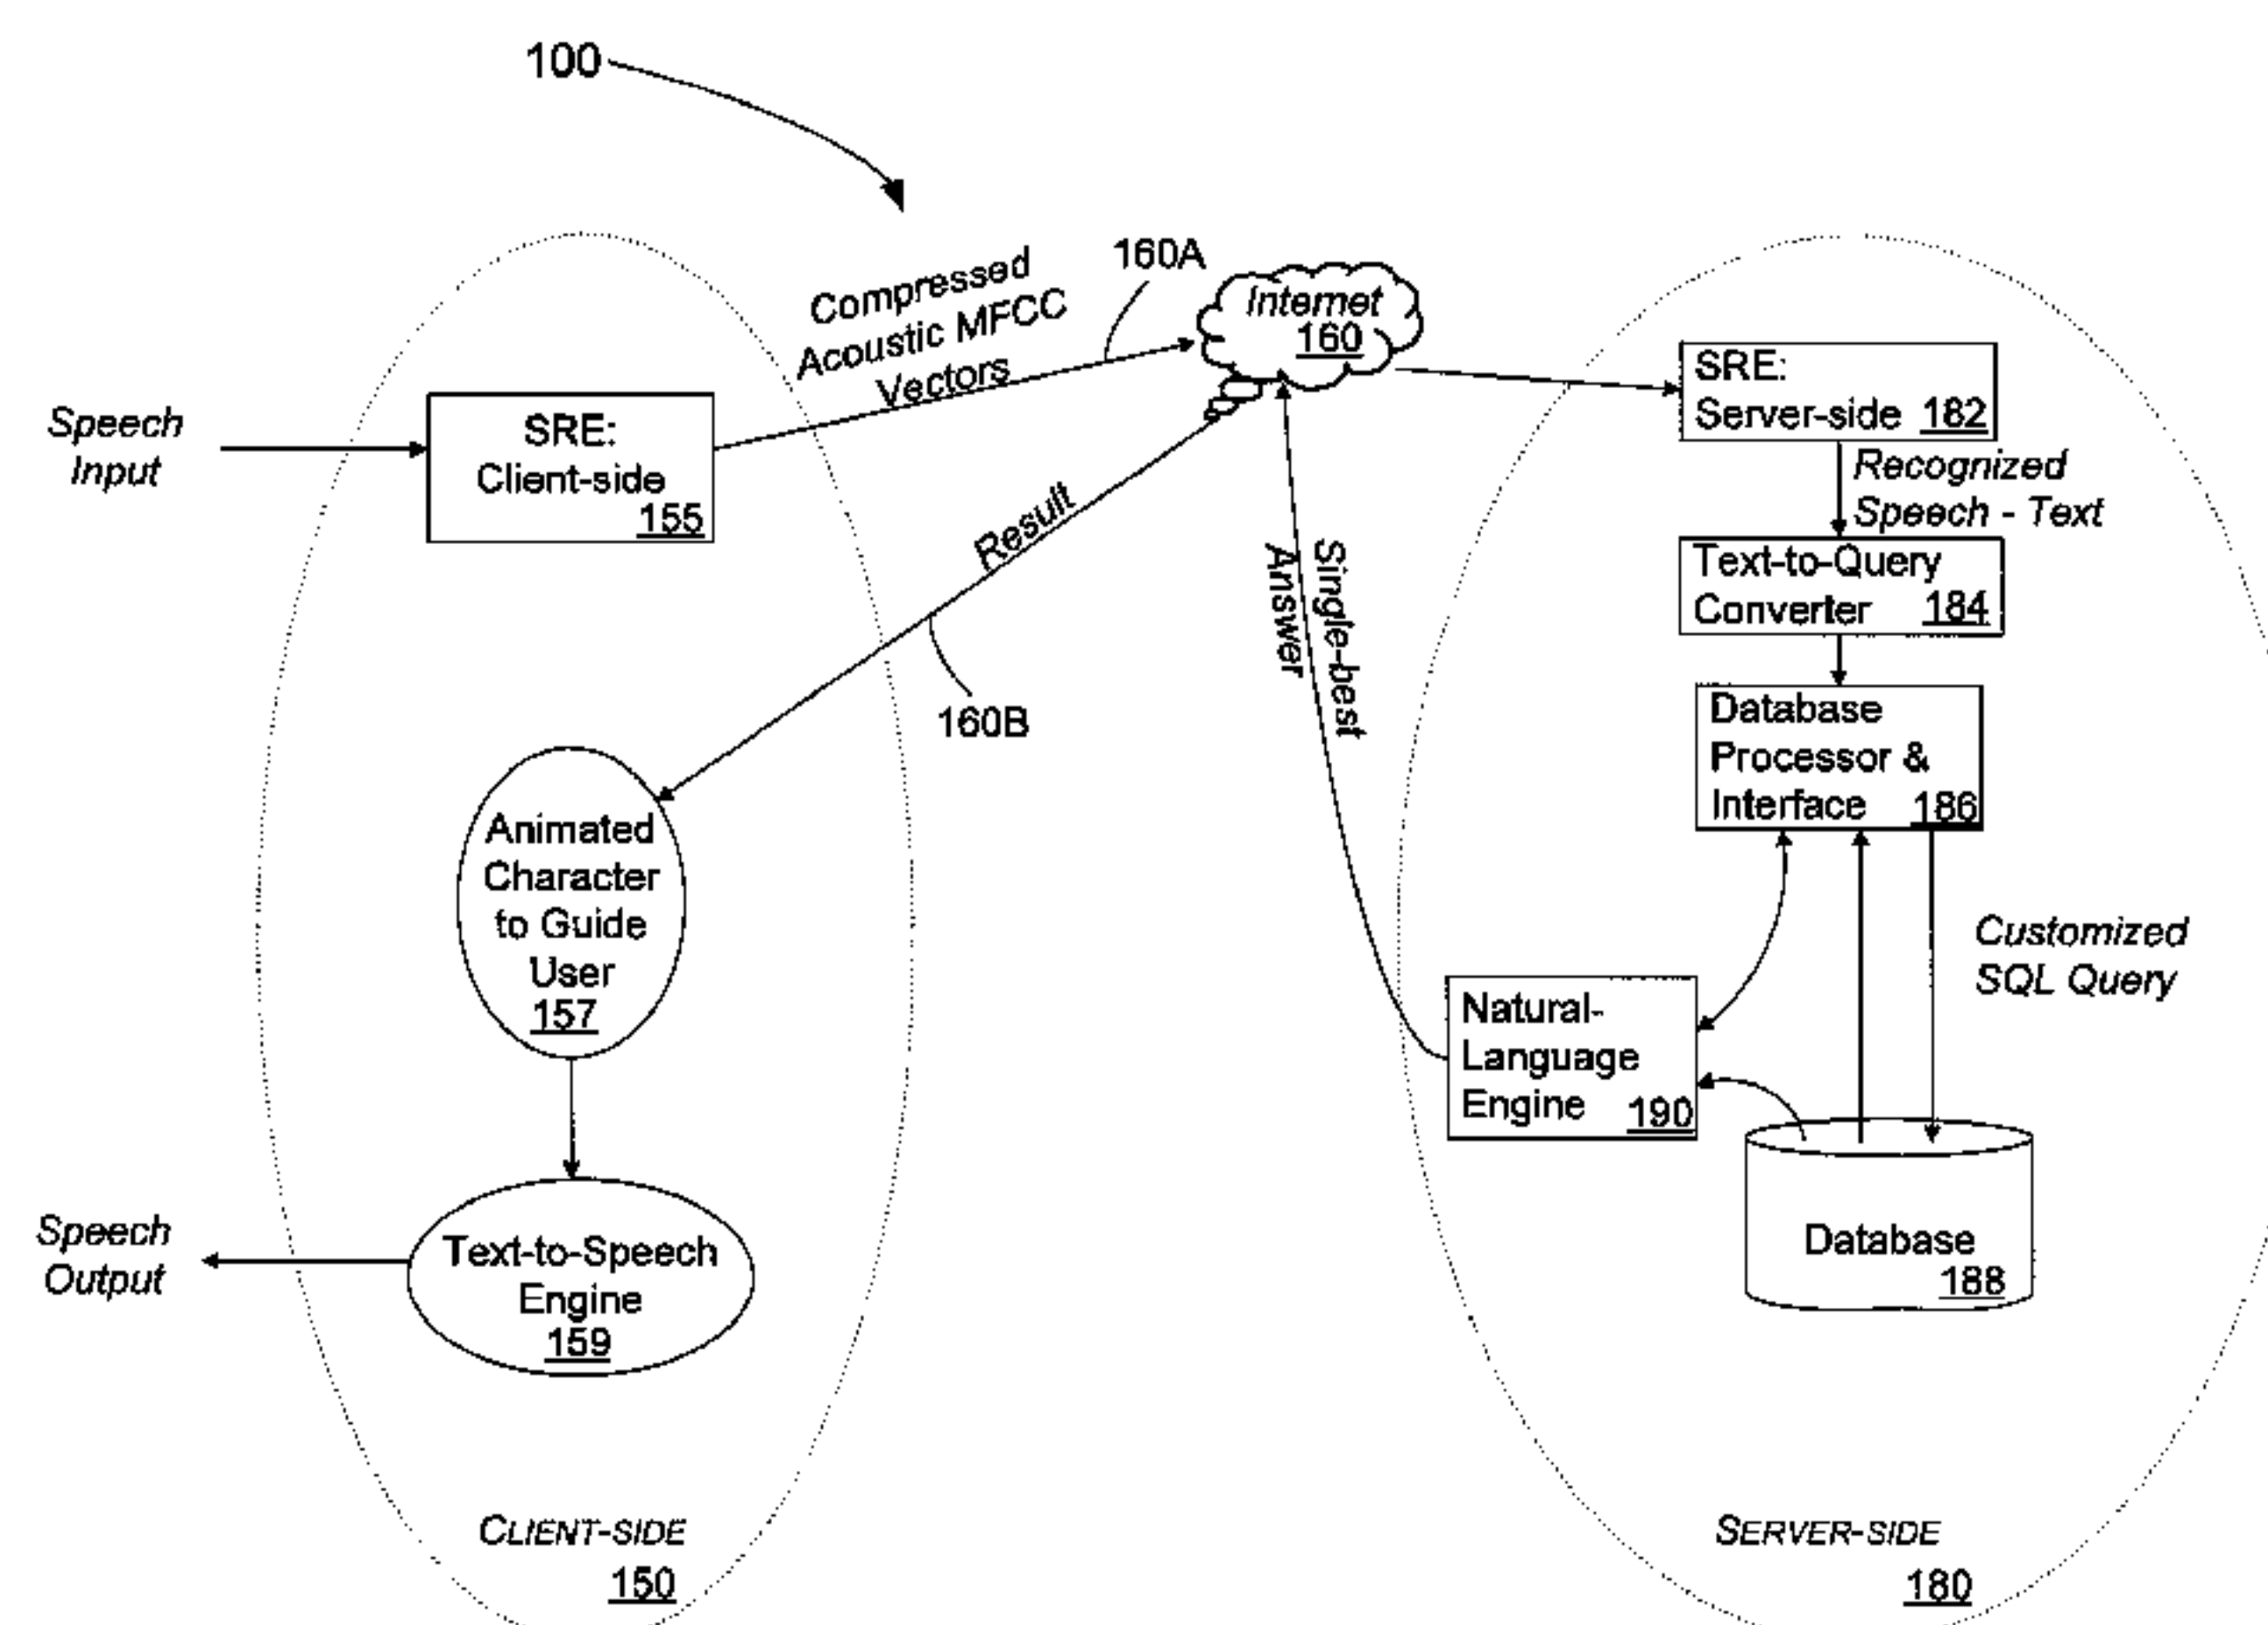 100
160A
Compressed
Acoustic MFCC
Vectors
Internet
160
Speech
Input
SRE:
Client-side
155
SRE:
Server-side 182
Recognized
Speech - Text
Result
160B
Single-best
Answer
Text-to-Query
Converter 184
Database
Processor &
Interface 186
Animated
Character
to Guide
User
157
Customized
SQL Query
Natural-
Language
Engine 190
Speech
Output
Text-to-Speech
Engine
159
Database
188
CLIENT-SIDE
150
SERVER-SIDE
180